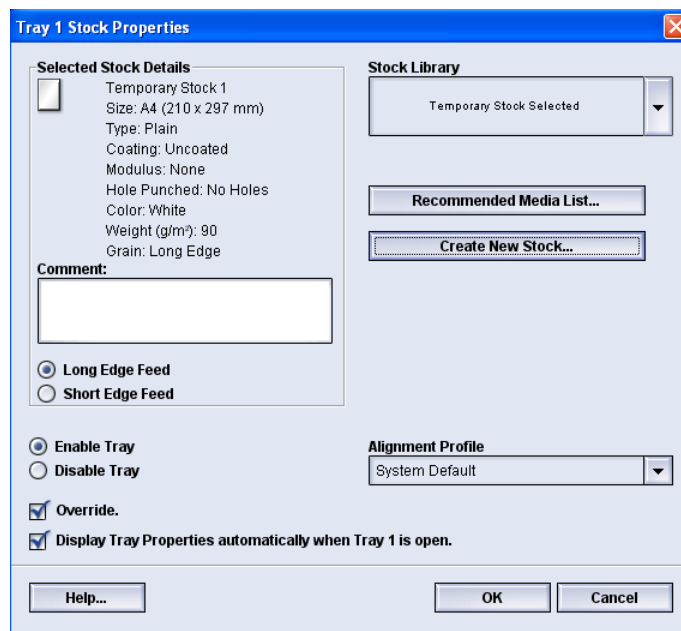 Tray 1 Stock Properties
Selected Stock Details
Temporary Stock 1
Size: A4 (210 x 297 mm)
Type: Plain
Coating: Uncoated
Modulus: None
Hole Punched: No Holes
Color: White
Weight (g/m²): 90
Grain: Long Edge
Comment:
Long Edge Feed
Short Edge Feed
Stock Library
Temporary Stock Selected
Recommended Media List...
Create New Stock...
Enable Tray
Disable Tray
Alignment Profile
System Default
Override.
Display Tray Properties automatically when Tray 1 is open.
Help...
OK
Cancel